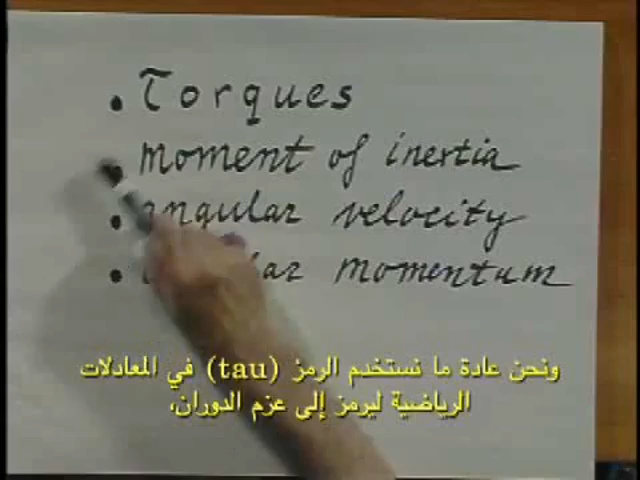 • Torques
• moment of inertia
• angular velocity
• momentum
ونحن عادة ما نستخدم الرمز (tau) في المعادلات
الرياضية ليرمز إلى عزم الدوران،